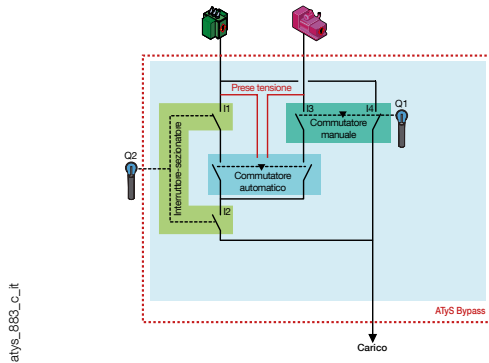 Prese tensione
I1
I3
I4
Q1
Commutatore
manuale
Q2
Interruttore-sezionatore
Commutatore
automatico
I2
ATyS Bypass
Carico
atys_883_c_it